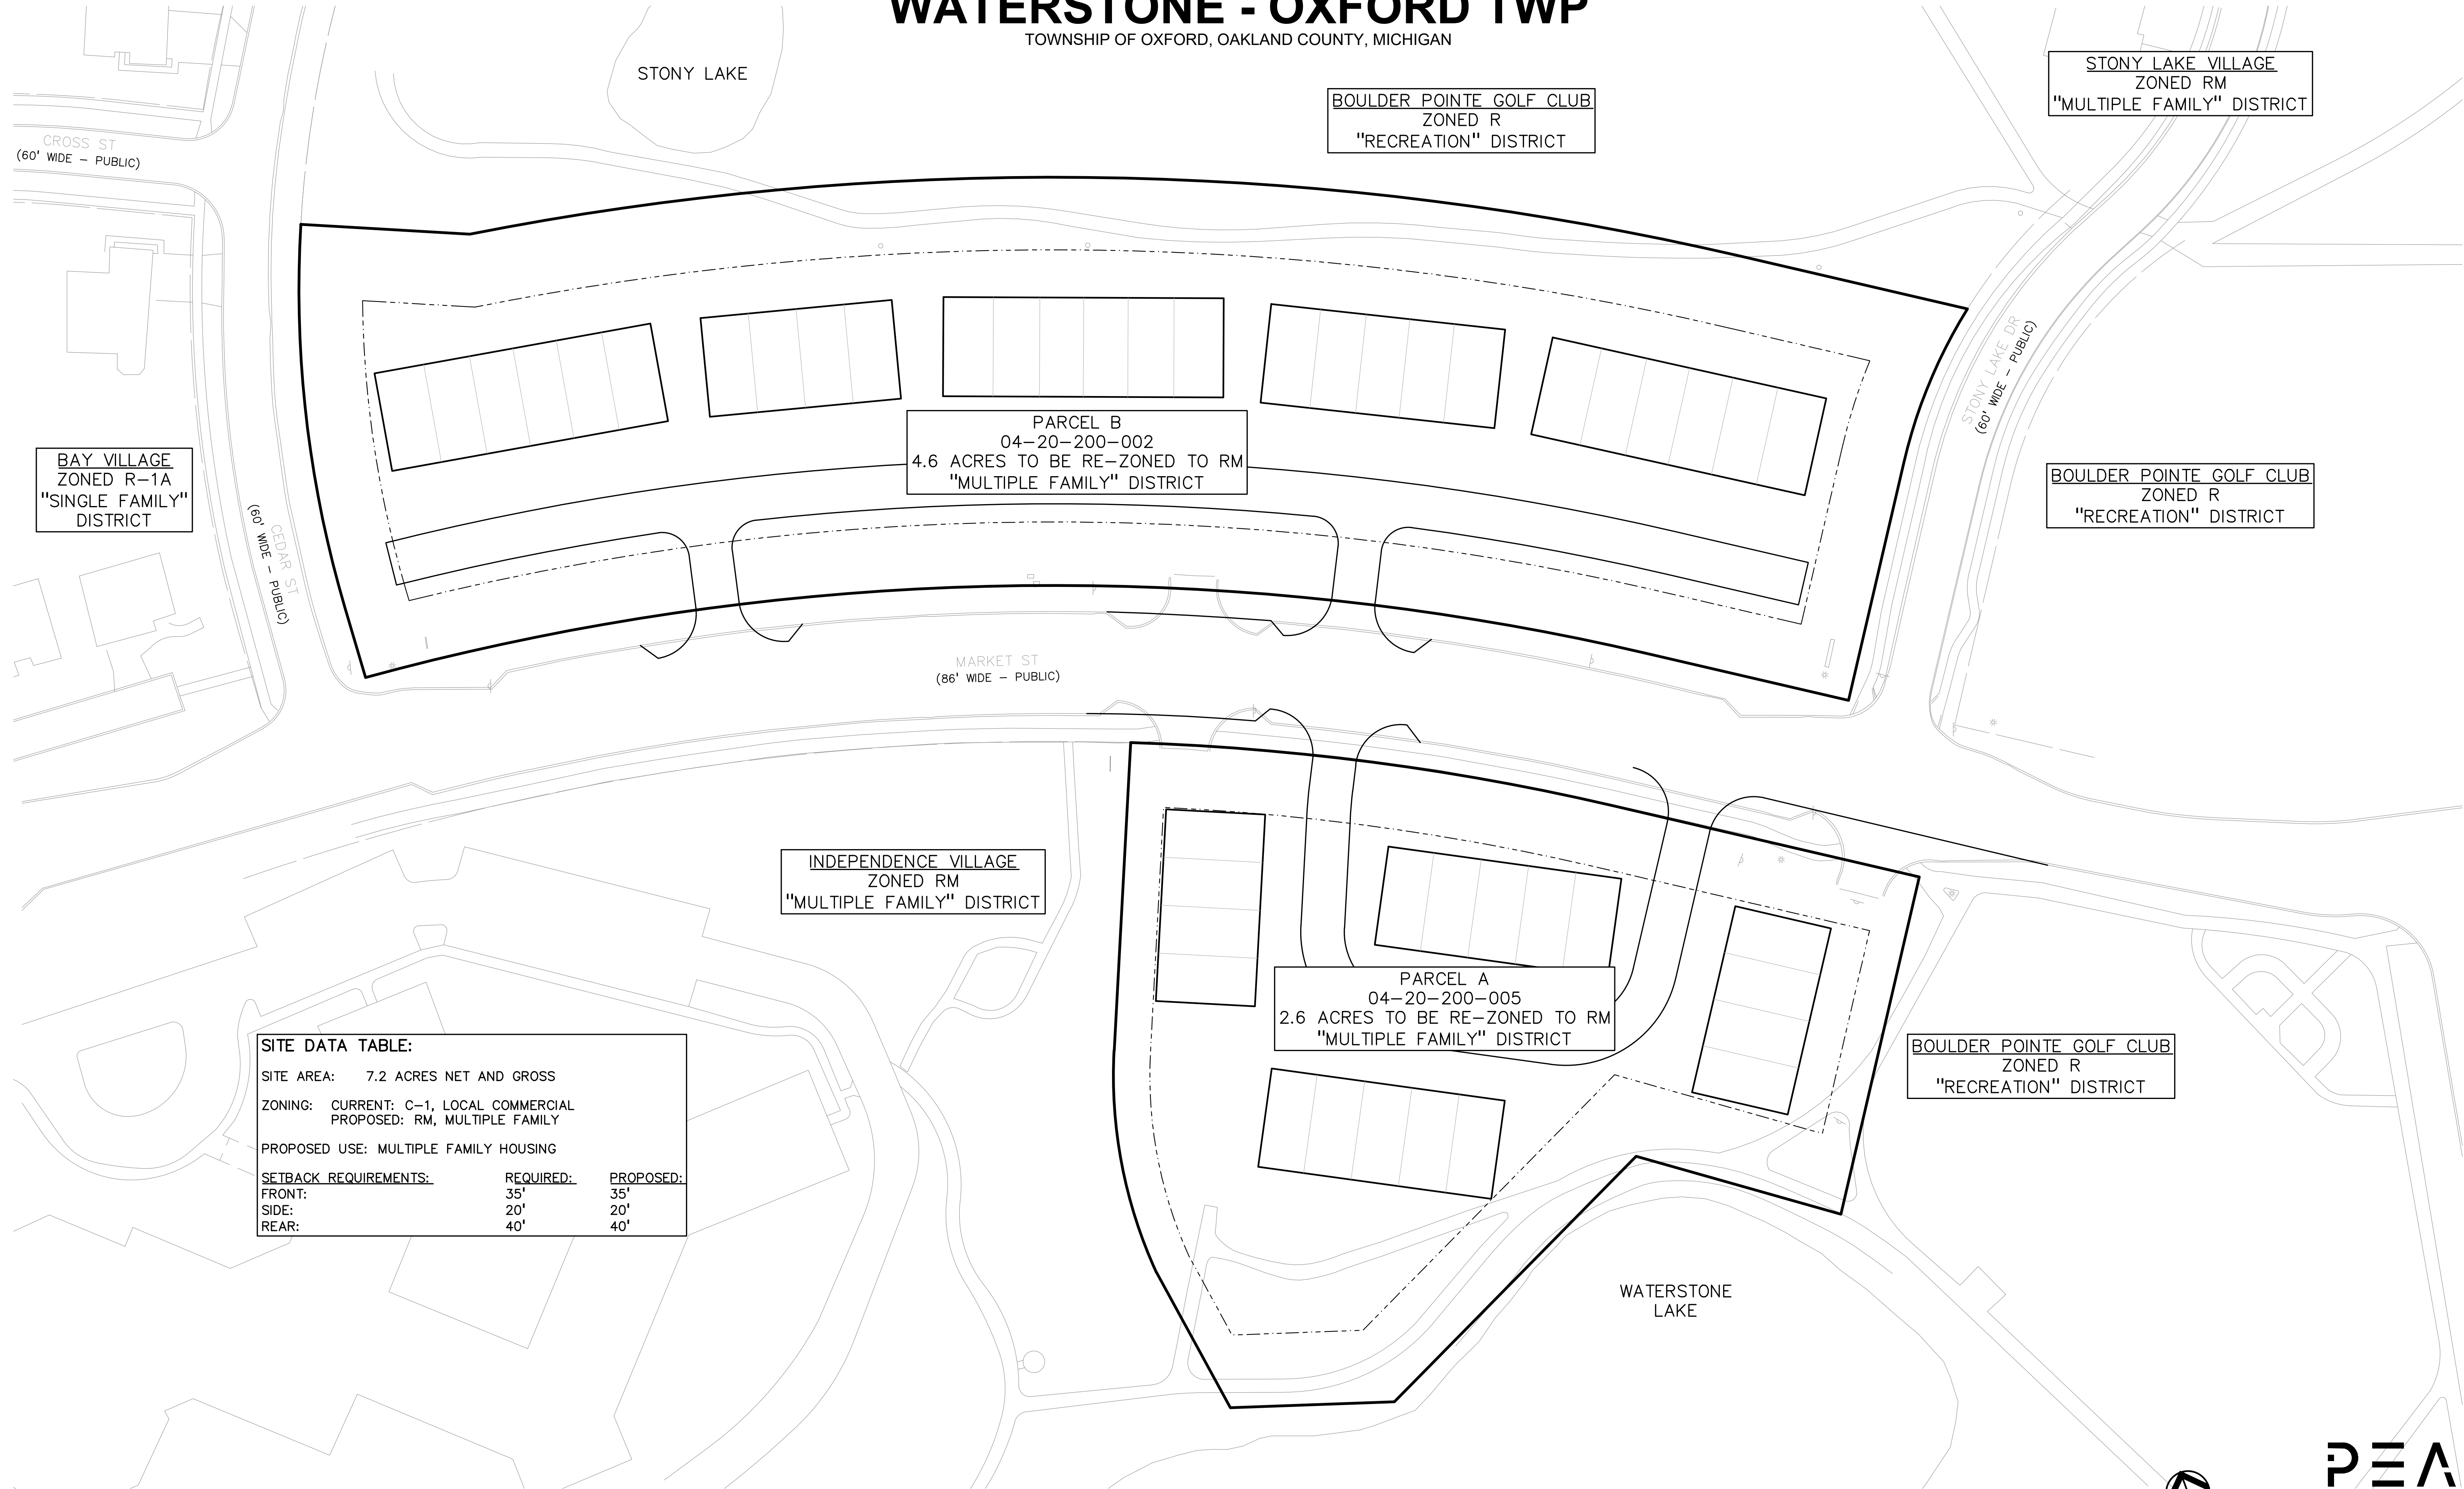 WATERSTONE - OXFORD TWP
TOWNSHIP OF OXFORD, OAKLAND COUNTY, MICHIGAN
STONY LAKE
BOULDER POINTE GOLF CLUB
ZONED R
"RECREATION" DISTRICT
STONY LAKE VILLAGE
ZONED RM
"MULTIPLE FAMILY" DISTRICT
CROSS ST
(60' WIDE – PUBLIC)
STONY LAKE DR
(60' WIDE – PUBLIC)
PARCEL B
04–20–200–002
4.6 ACRES TO BE RE–ZONED TO RM
"MULTIPLE FAMILY" DISTRICT
BAY VILLAGE
ZONED R–1A
"SINGLE FAMILY"
DISTRICT
CEDAR ST
(60' WIDE – PUBLIC)
BOULDER POINTE GOLF CLUB
ZONED R
"RECREATION" DISTRICT
MARKET ST
(86' WIDE – PUBLIC)
INDEPENDENCE VILLAGE
ZONED RM
"MULTIPLE FAMILY" DISTRICT
PARCEL A
04–20–200–005
2.6 ACRES TO BE RE–ZONED TO RM
"MULTIPLE FAMILY" DISTRICT
BOULDER POINTE GOLF CLUB
ZONED R
"RECREATION" DISTRICT
SITE DATA TABLE:
SITE AREA: 7.2 ACRES NET AND GROSS
ZONING: CURRENT: C–1, LOCAL COMMERCIAL
PROPOSED: RM, MULTIPLE FAMILY
PROPOSED USE: MULTIPLE FAMILY HOUSING
SETBACK REQUIREMENTS: REQUIRED: PROPOSED:
FRONT: 35' 35'
SIDE: 20' 20'
REAR: 40' 40'
WATERSTONE
LAKE
PEA